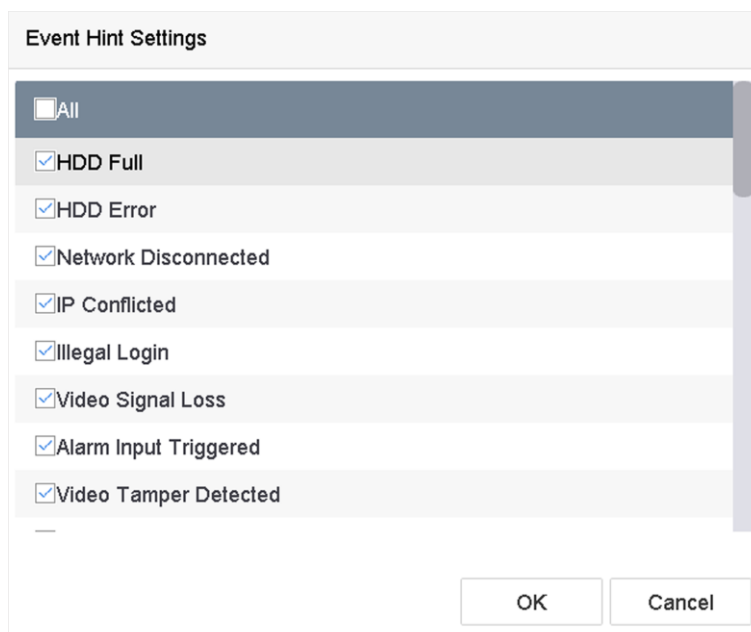 Event Hint Settings
All
HDD Full
HDD Error
Network Disconnected
IP Conflicted
Illegal Login
Video Signal Loss
Alarm Input Triggered
Video Tamper Detected
OK Cancel